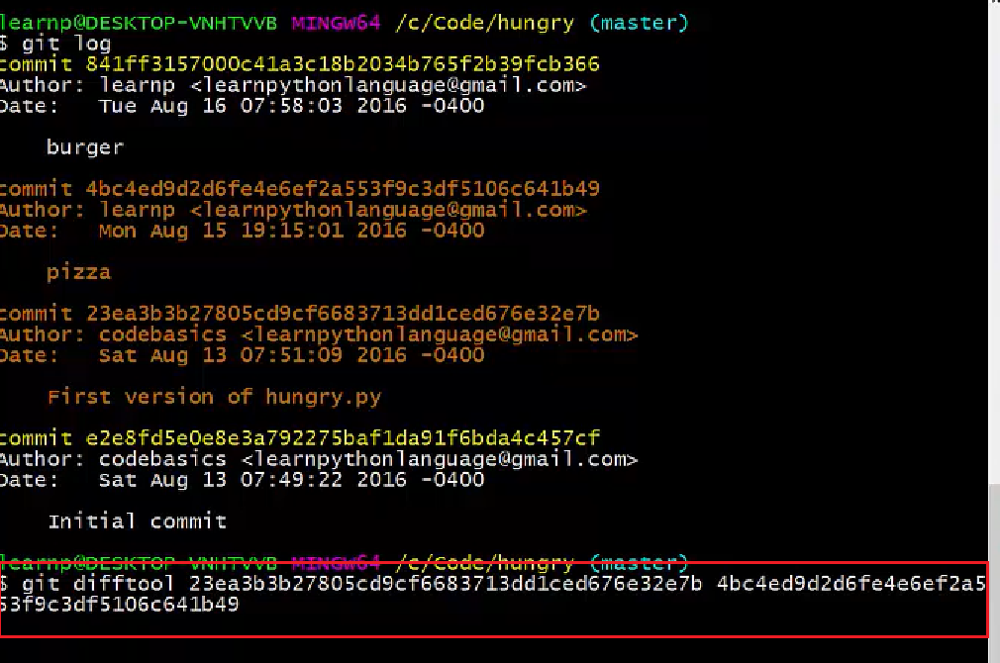 learnp@DESKTOP-VNHTVVB MINGW64 /c/Code/hungry (master)
$ git log
commit 841ff3157000c41a3c18b2034b765f2b39fcb366
Author: learnp <learnpythonlanguage@gmail.com>
Date:   Tue Aug 16 07:58:03 2016 -0400
burger
commit 4bc4ed9d2d6fe4e6ef2a553f9c3df5106c641b49
Author: learnp <learnpythonlanguage@gmail.com>
Date:   Mon Aug 15 19:15:01 2016 -0400
pizza
commit 23ea3b3b27805cd9cf6683713dd1ced676e32e7b
Author: codebasics <learnpythonlanguage@gmail.com>
Date:   Sat Aug 13 07:51:09 2016 -0400
First version of hungry.py
commit e2e8fd5e0e8e3a792275baf1da91f6bda4c457cf
Author: codebasics <learnpythonlanguage@gmail.com>
Date:   Sat Aug 13 07:49:22 2016 -0400
Initial commit
learnp@DESKTOP-VNHTVVB MINGW64 /c/Code/hungry (master)
$ git difftool 23ea3b3b27805cd9cf6683713dd1ced676e32e7b 4bc4ed9d2d6fe4e6ef2a5
53f9c3df5106c641b49